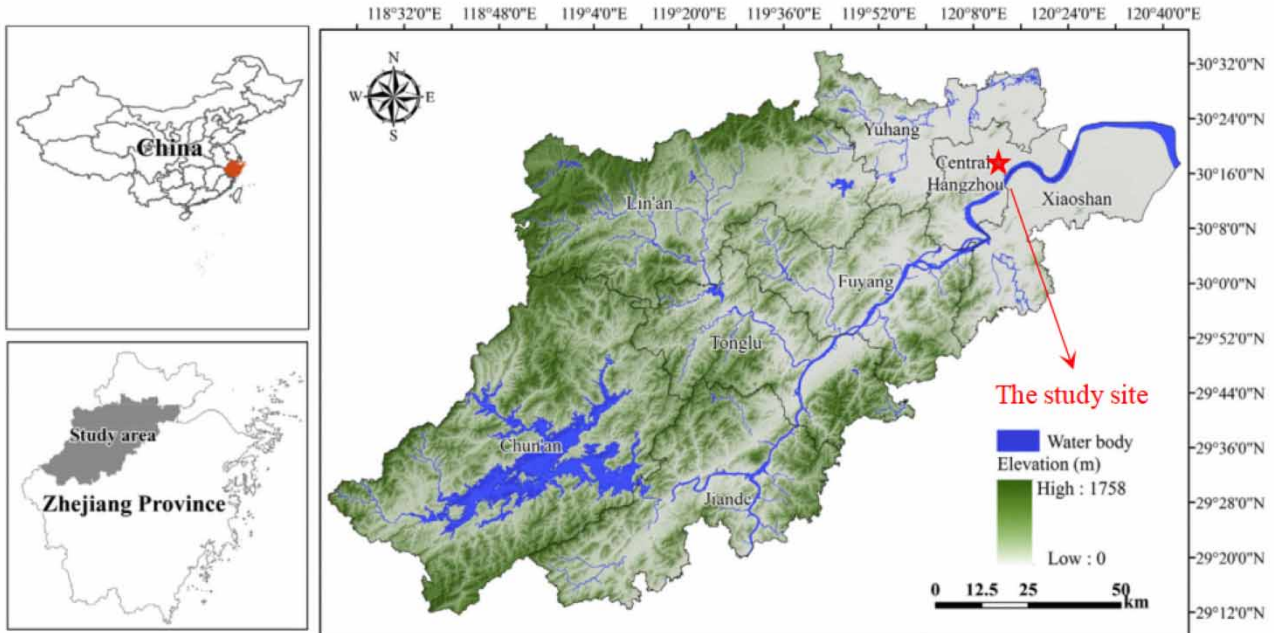 China
Study area
Zhejiang Province
118°32'0"E
118°48'0"E
119°4'0"E
119°20'0"E
119°36'0"E
119°52'0"E
120°8'0"E
120°24'0"E
120°40'0"E
N
W
E
S
Yuhang
Central
Hangzhou
Xiaoshan
Lin'an
Fuyang
Tonglu
Chun'an
Jiande
30°32'0"N
30°24'0"N
30°16'0"N
30°8'0"N
30°00'0"N
29°52'0"N
29°44'0"N
29°36'0"N
29°28'0"N
29°20'0"N
29°12'0"N
The study site
Water body
Elevation (m)
High : 1758
Low : 0
0 12.5 25 50
km